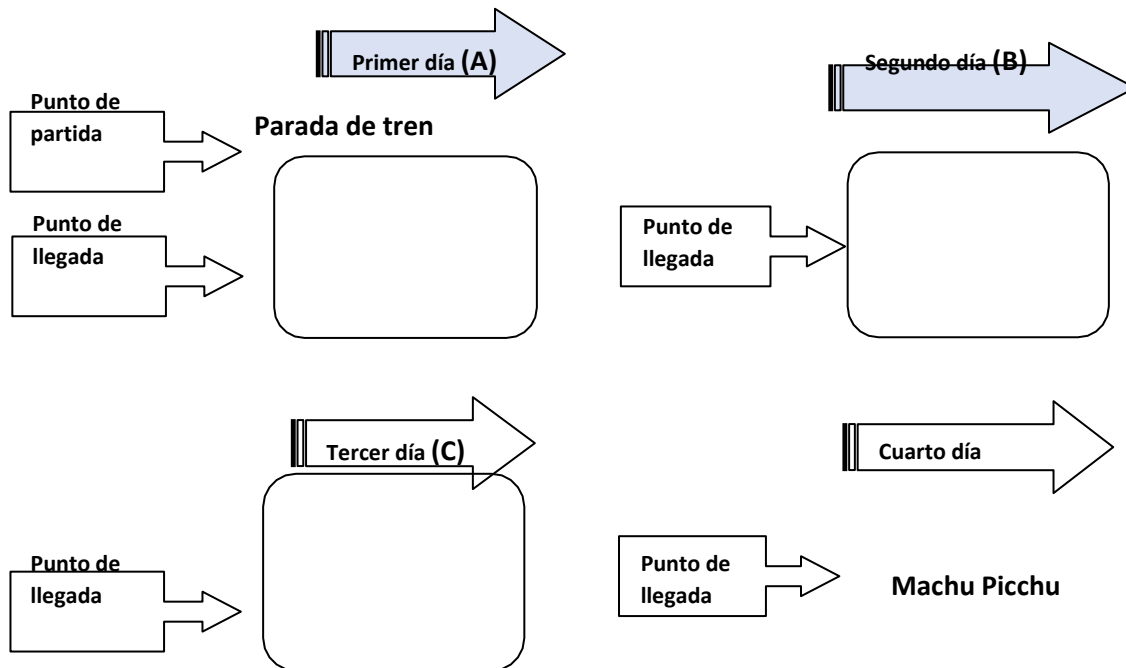 Primer día (A)
Segundo día (B)
Punto de
partida
Parada de tren
Punto de
llegada
Punto de
llegada
Tercer día (C)
Cuarto día
Punto de
llegada
Punto de
llegada
Machu Picchu